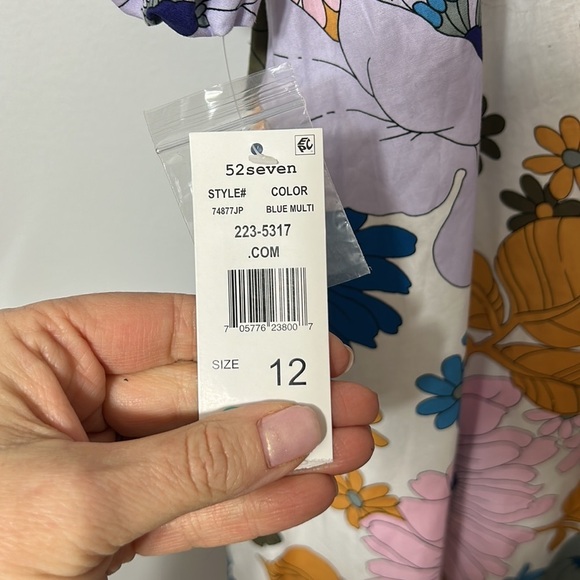 52seven
STYLE# COLOR
74877JP BLUE MULTI
223-5317
.COM
7 05776 23800 7
SIZE 12